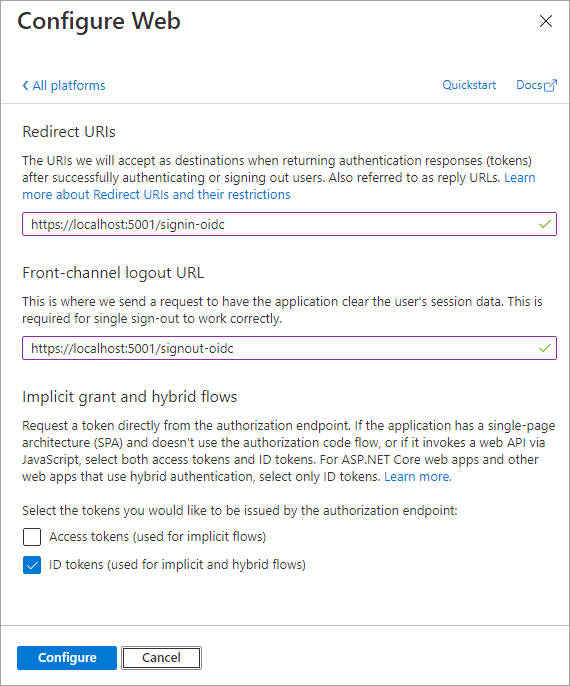 Configure Web
All platforms
Quickstart
Docs
Redirect URIs
The URIs we will accept as destinations when returning authentication responses (tokens)
after successfully authenticating or signing out users. Also referred to as reply URLs. Learn
more about Redirect URIs and their restrictions
https://localhost:5001/signin-oidc
Front-channel logout URL
This is where we send a request to have the application clear the user's session data. This is
required for single sign-out to work correctly.
https://localhost:5001/signout-oidc
Implicit grant and hybrid flows
Request a token directly from the authorization endpoint. If the application has a single-page
architecture (SPA) and doesn't use the authorization code flow, or if it invokes a web API via
JavaScript, select both access tokens and ID tokens. For ASP.NET Core web apps and other
web apps that use hybrid authentication, select only ID tokens. Learn more.
Select the tokens you would like to be issued by the authorization endpoint:
Access tokens (used for implicit flows)
ID tokens (used for implicit and hybrid flows)
Configure
Cancel